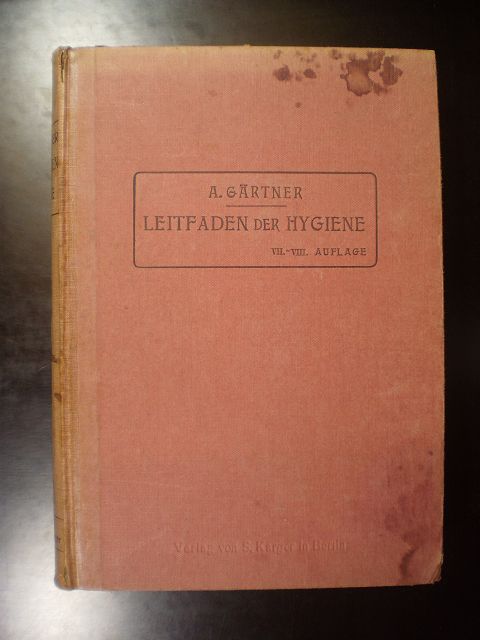 A. GÄRTNER
LEITFADEN DER HYGIENE
VII.-VIII. AUFLAGE
Verlag von S. Karger in Berlin